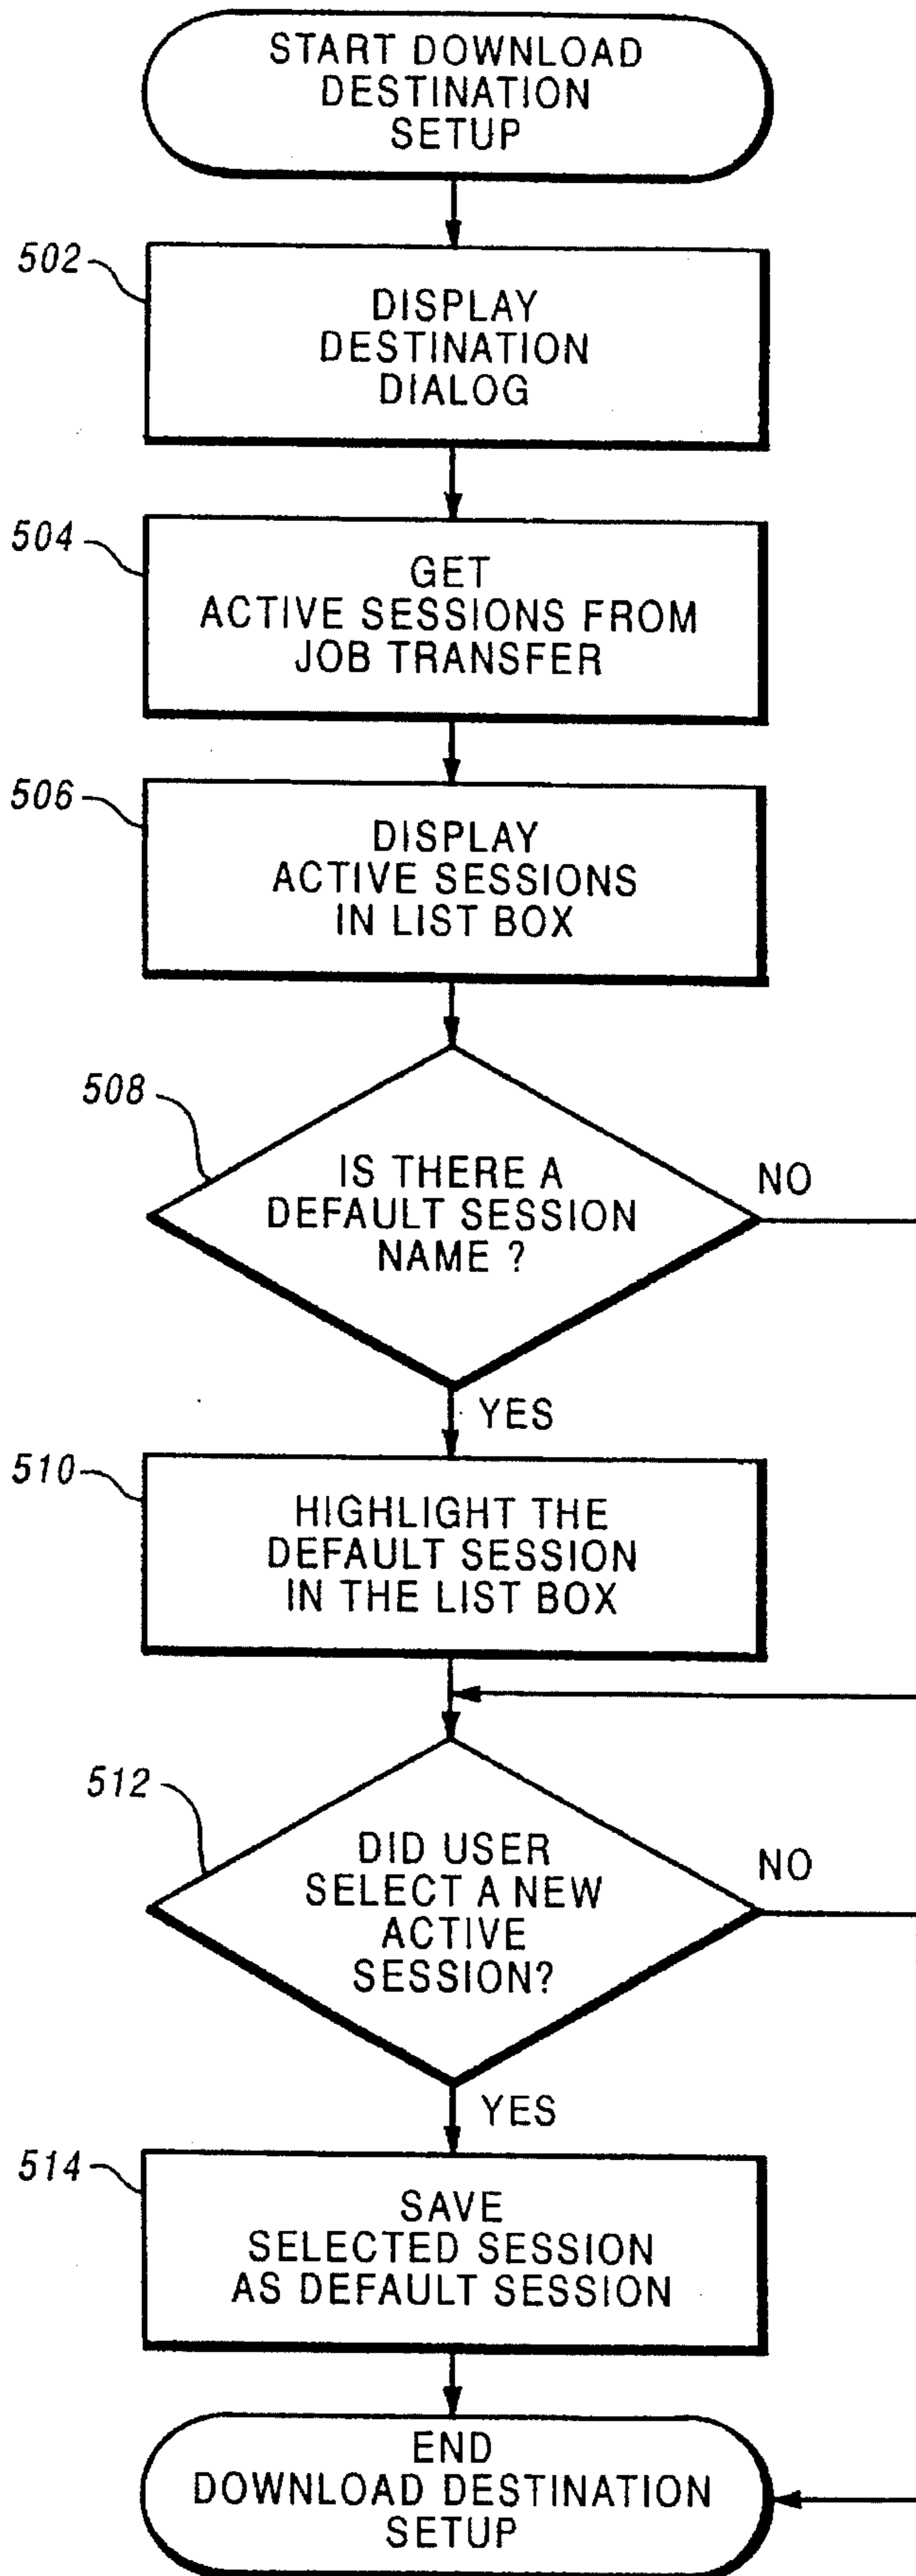 START DOWNLOAD
DESTINATION
SETUP
502
DISPLAY
DESTINATION
DIALOG
504
GET
ACTIVE SESSIONS FROM
JOB TRANSFER
506
DISPLAY
ACTIVE SESSIONS
IN LIST BOX
508
IS THERE A
DEFAULT SESSION
NAME ?
NO
YES
510
HIGHLIGHT THE
DEFAULT SESSION
IN THE LIST BOX
512
DID USER
SELECT A NEW
ACTIVE
SESSION?
NO
YES
514
SAVE
SELECTED SESSION
AS DEFAULT SESSION
END
DOWNLOAD DESTINATION
SETUP